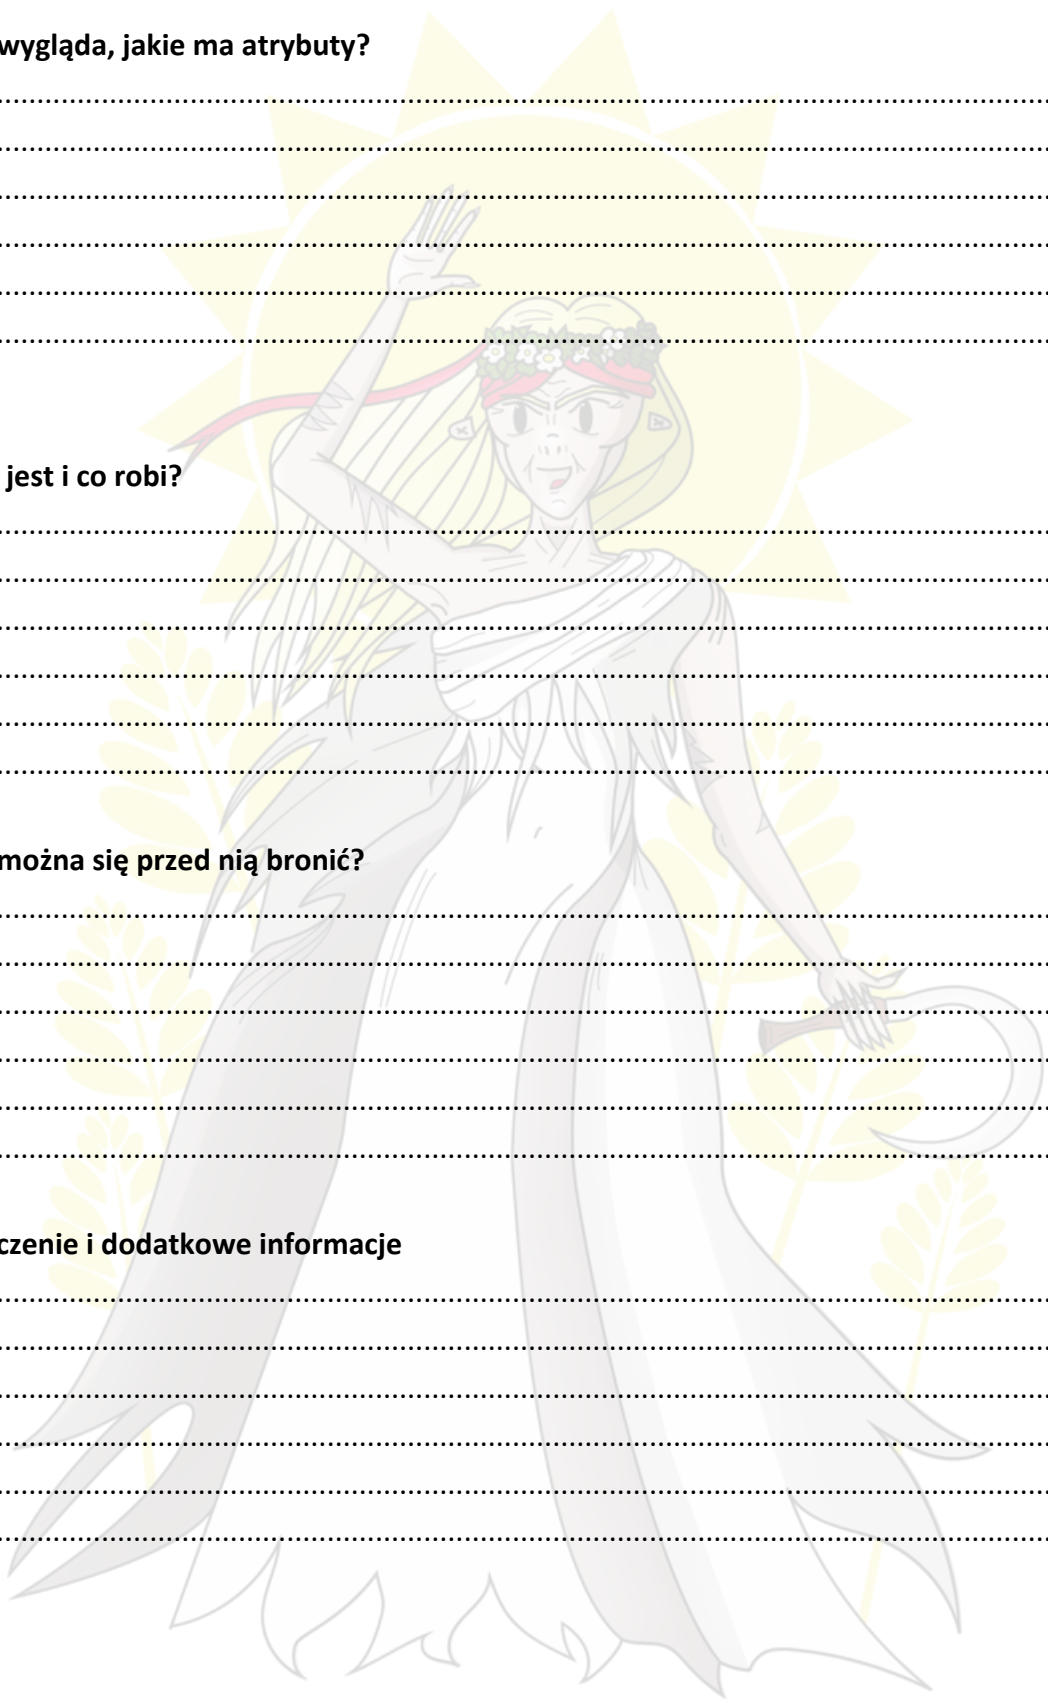 wygląda, jakie ma atrybuty?
jest i co robi?
można się przed nią bronić?
czenie i dodatkowe informacje